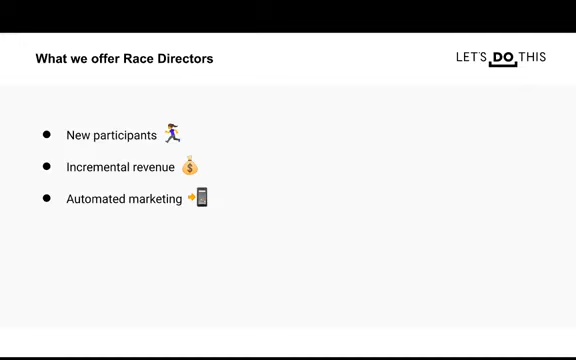 What we offer Race Directors
LET'S DO THIS
New participants
Incremental revenue
Automated marketing